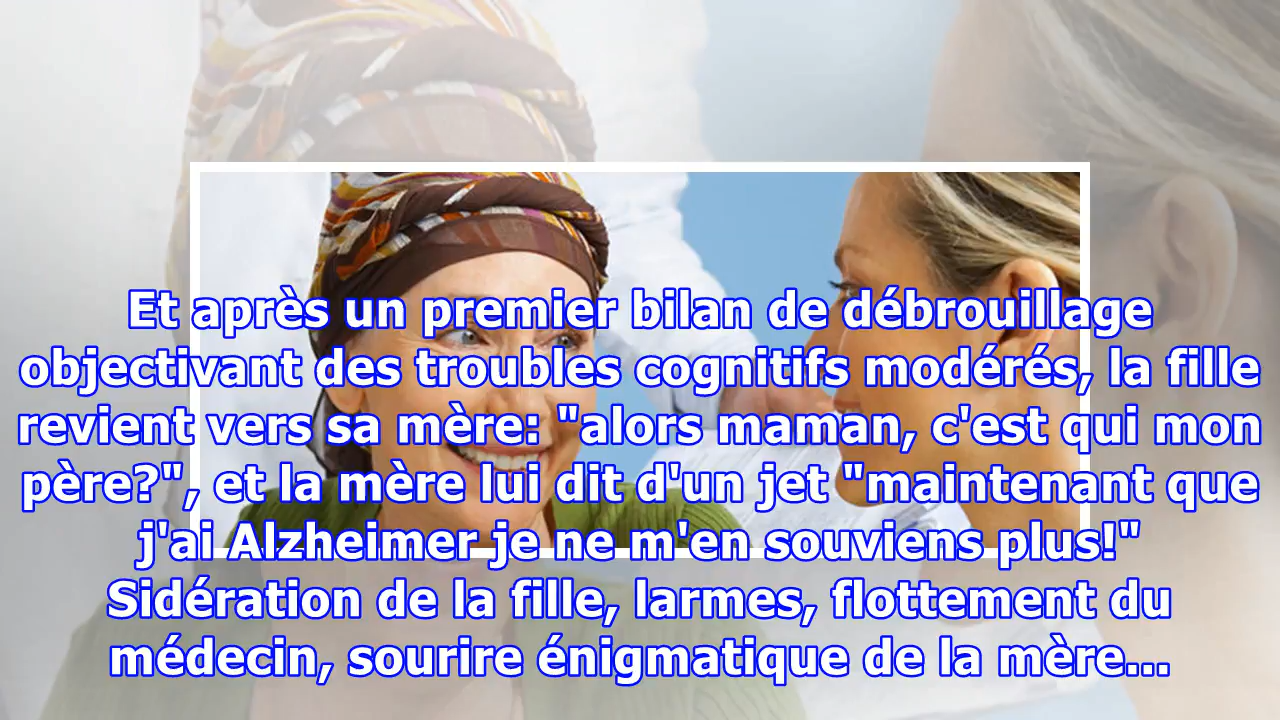 Et après un premier bilan de débrouillage
objectivant des troubles cognitifs modérés, la fille
revient vers sa mère: "alors maman, c'est qui mon
père?", et la mère lui dit d'un jet "maintenant que
j'ai Alzheimer je ne m'en souviens plus!"
Sidération de la fille, larmes, flottement du
médecin, sourire énigmatique de la mère...